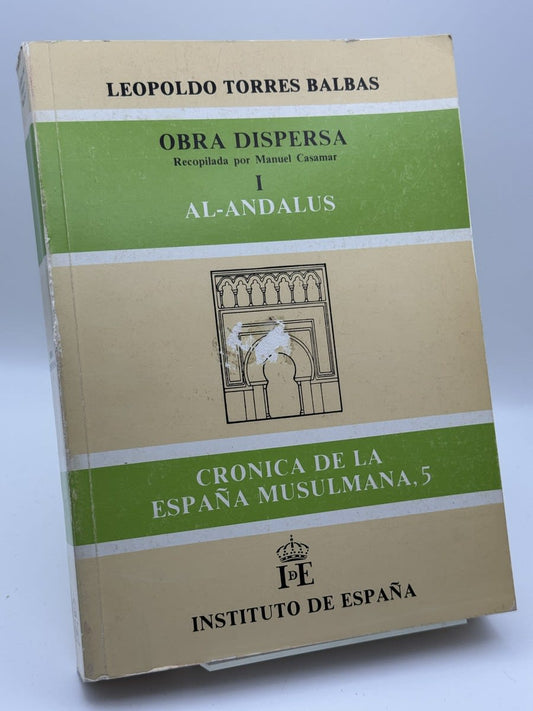 LEOPOLDO TORRES BALBAS
OBRA DISPERSA
Recopilada por Manuel Casamar
I
AL-ANDALUS
CRONICA DE LA
ESPAÑA MUSULMANA, 5
IDE
INSTITUTO DE ESPAÑA